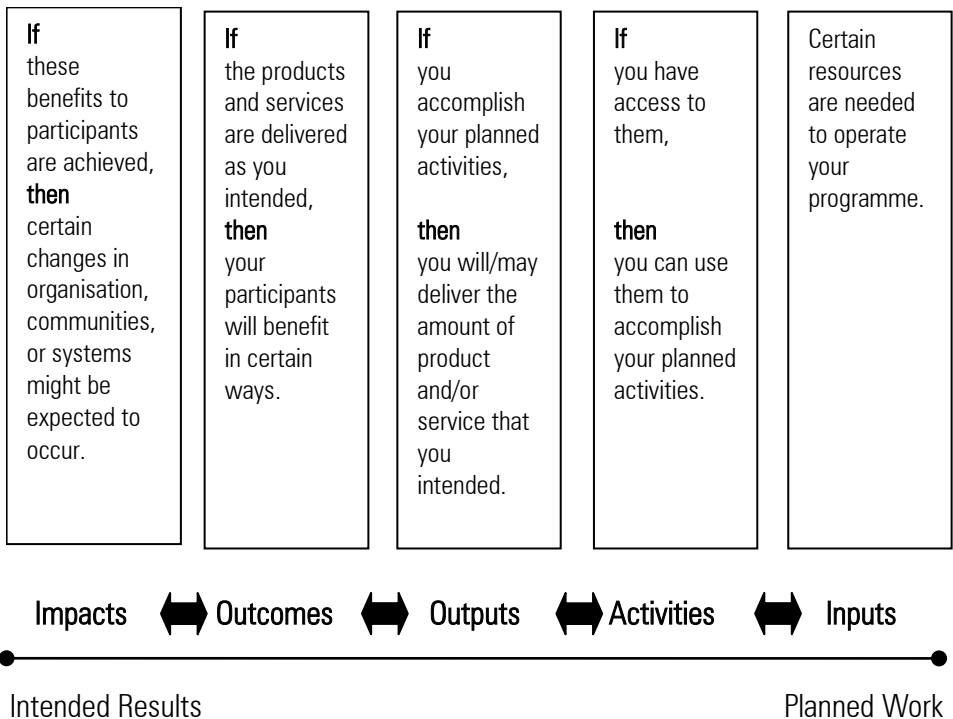 If
these
benefits to
participants
are achieved,
then
certain
changes in
organisation,
communities,
or systems
might be
expected to
occur.
If
the products
and services
are delivered
as you
intended,
then
your
participants
will benefit
in certain
ways.
If
you
accomplish
your planned
activities,
then
you will/may
deliver the
amount of
product
and/or
service that
you
intended.
If
you have
access to
them,
then
you can use
them to
accomplish
your planned
activities.
Certain
resources
are needed
to operate
your
programme.
Impacts Outcomes Outputs Activities Inputs
Intended Results Planned Work